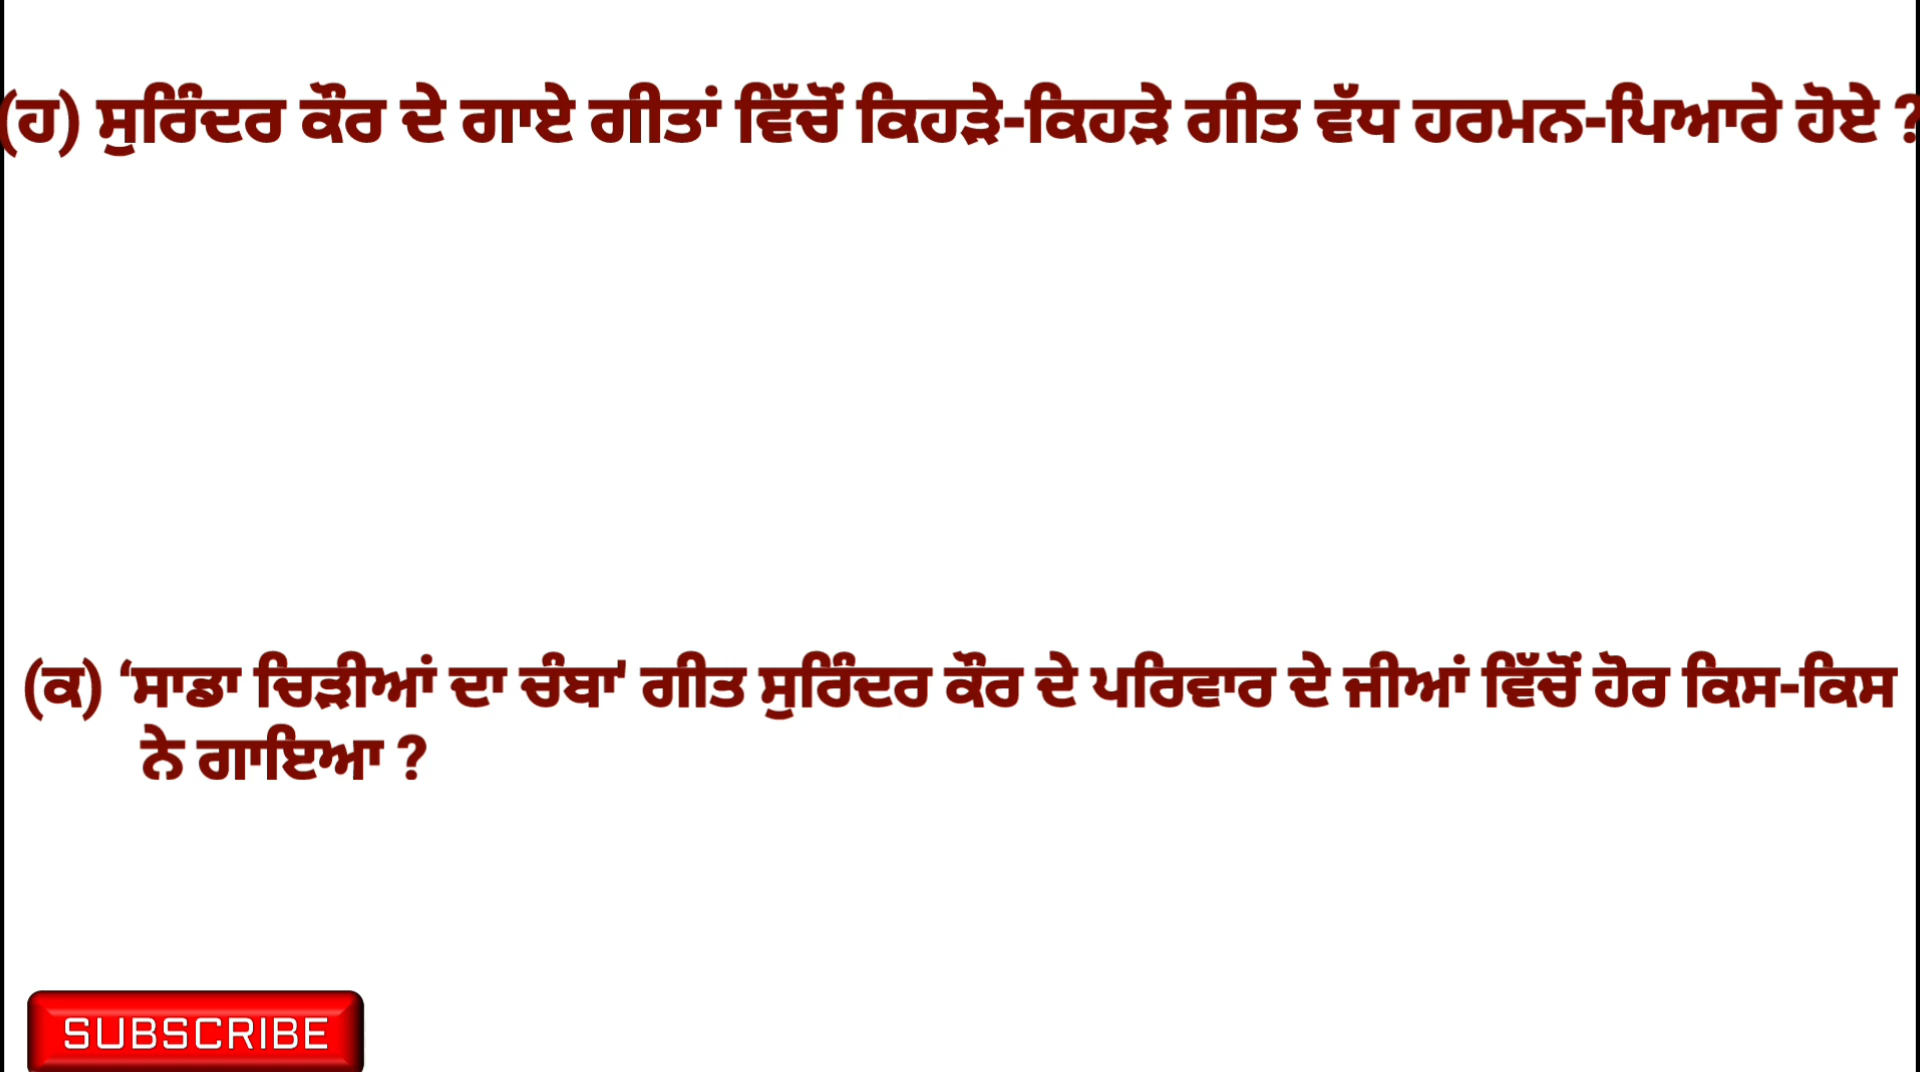 (ਹ) ਸੁਰਿੰਦਰ ਕੌਰ ਦੇ ਗਾਏ ਗੀਤਾਂ ਵਿੱਚੋਂ ਕਿਹੜੇ-ਕਿਹੜੇ ਗੀਤ ਵੱਧ ਹਰਮਨ-ਪਿਆਰੇ ਹੋਏ ?
(ਕ) ‘ਸਾਡਾ ਚਿੜੀਆਂ ਦਾ ਚੰਬਾ' ਗੀਤ ਸੁਰਿੰਦਰ ਕੌਰ ਦੇ ਪਰਿਵਾਰ ਦੇ ਜੀਆਂ ਵਿੱਚੋਂ ਹੋਰ ਕਿਸ-ਕਿਸ
ਨੇ ਗਾਇਆ ?
SUBSCRIBE